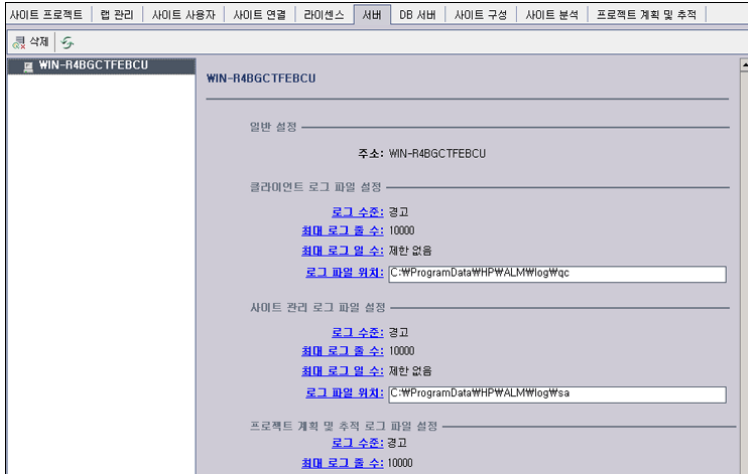 사이트 프로젝트 랩 관리 사이트 사용자 사이트 연결 라이센스 서버 DB 서버 사이트 구성 사이트 분석 프로젝트 계획 및 추적
삭제
WIN-R4BGCTFEBCU
WIN-R4BGCTFEBCU
일반 설정
주소: WIN-R4BGCTFEBCU
클라이언트 로그 파일 설정
로그 수준: 경고
최대 로그 줄 수: 10000
최대 로그 일 수: 제한 없음
로그 파일 위치: C:₩ProgramData₩HP₩ALM₩log₩qc
사이트 관리 로그 파일 설정
로그 수준: 경고
최대 로그 줄 수: 10000
최대 로그 일 수: 제한 없음
로그 파일 위치: C:₩ProgramData₩HP₩ALM₩log₩sa
프로젝트 계획 및 추적 로그 파일 설정
로그 수준: 경고
최대 로그 줄 수: 10000